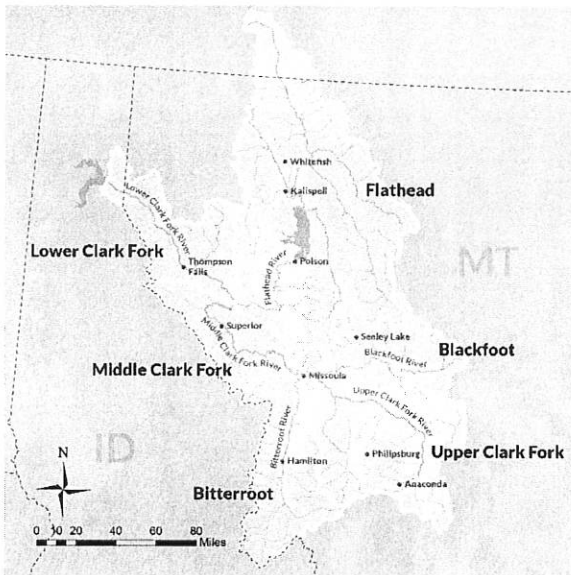 Whitefish
Kalispell
Flathead
Lower Clark Fork River
Lower Clark Fork
MT
Thompson
Falls
Flathead River
Polson
Superior
Middle Clark Fork River
Seeley Lake
Blackfoot River
Blackfoot
Middle Clark Fork
Missoula
Upper Clark Fork River
ID
Bitterroot River
Philipsburg
Upper Clark Fork
N
Hamilton
Bitterroot
Anaconda
0 10 20 40 60 80
Miles